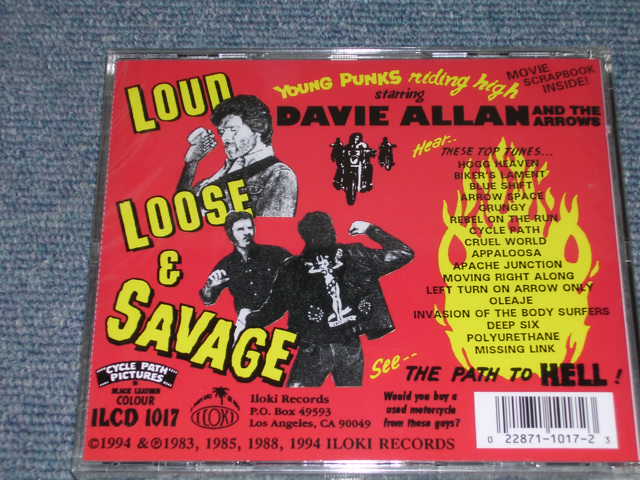 LOUD
LOOSE
& SAVAGE
YOUNG PUNKS riding high
starring
DAVIE ALLAN AND THE ARROWS
MOVIE SCRAPBOOK INSIDE!
Hear--
THESE TOP TUNES...
HOGG HEAVEN
BIKER'S LAMENT
BLUE SHIFT
ARROW SPACE
GRUNGY
REBEL ON THE RUN
CYCLE PATH
CRUEL WORLD
APPALOOSA
APACHE JUNCTION
MOVING RIGHT ALONG
LEFT TURN ON ARROW ONLY
OLEAJE
INVASION OF THE BODY SURFERS
DEEP SIX
POLYURETHANE
MISSING LINK
See--
THE PATH TO HELL!
"CYCLE PATH"
PICTURES
IN
BLACK LEATHER
COLOUR
ILCD 1017
ILOKI
Iloki Records
P.O. Box 49593
Los Angeles, CA 90049
Would you buy a
used motorcycle
from these guys?
0 22871-1017-2 3
©1994 &℗1983, 1985, 1988, 1994 ILOKI RECORDS